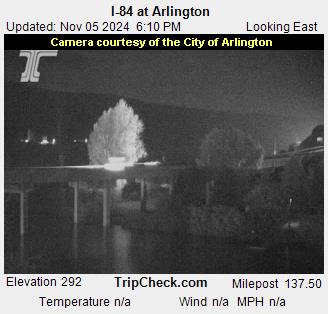 I-84 at Arlington
Updated: Nov 05 2024 6:10 PM Looking East
Camera courtesy of the City of Arlington
Elevation 292 TripCheck.com Milepost 137.50
Temperature n/a Wind n/a MPH n/a